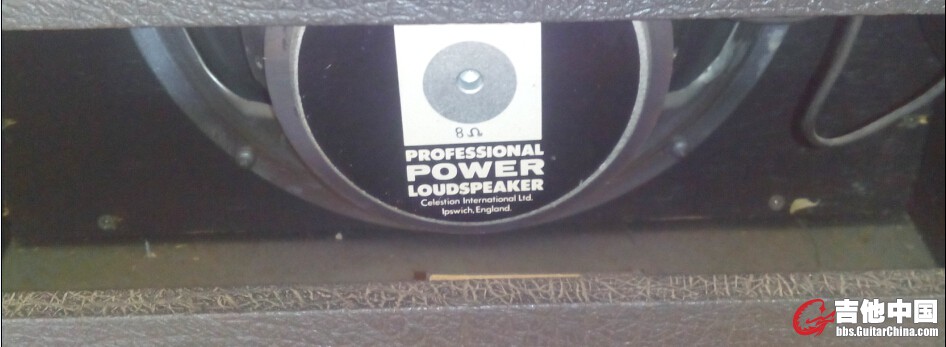 8Ω
PROFESSIONAL
POWER
LOUDSPEAKER
Celestion International Ltd.
Ipswich, England.
吉他中国
bbs.GuitarChina.com